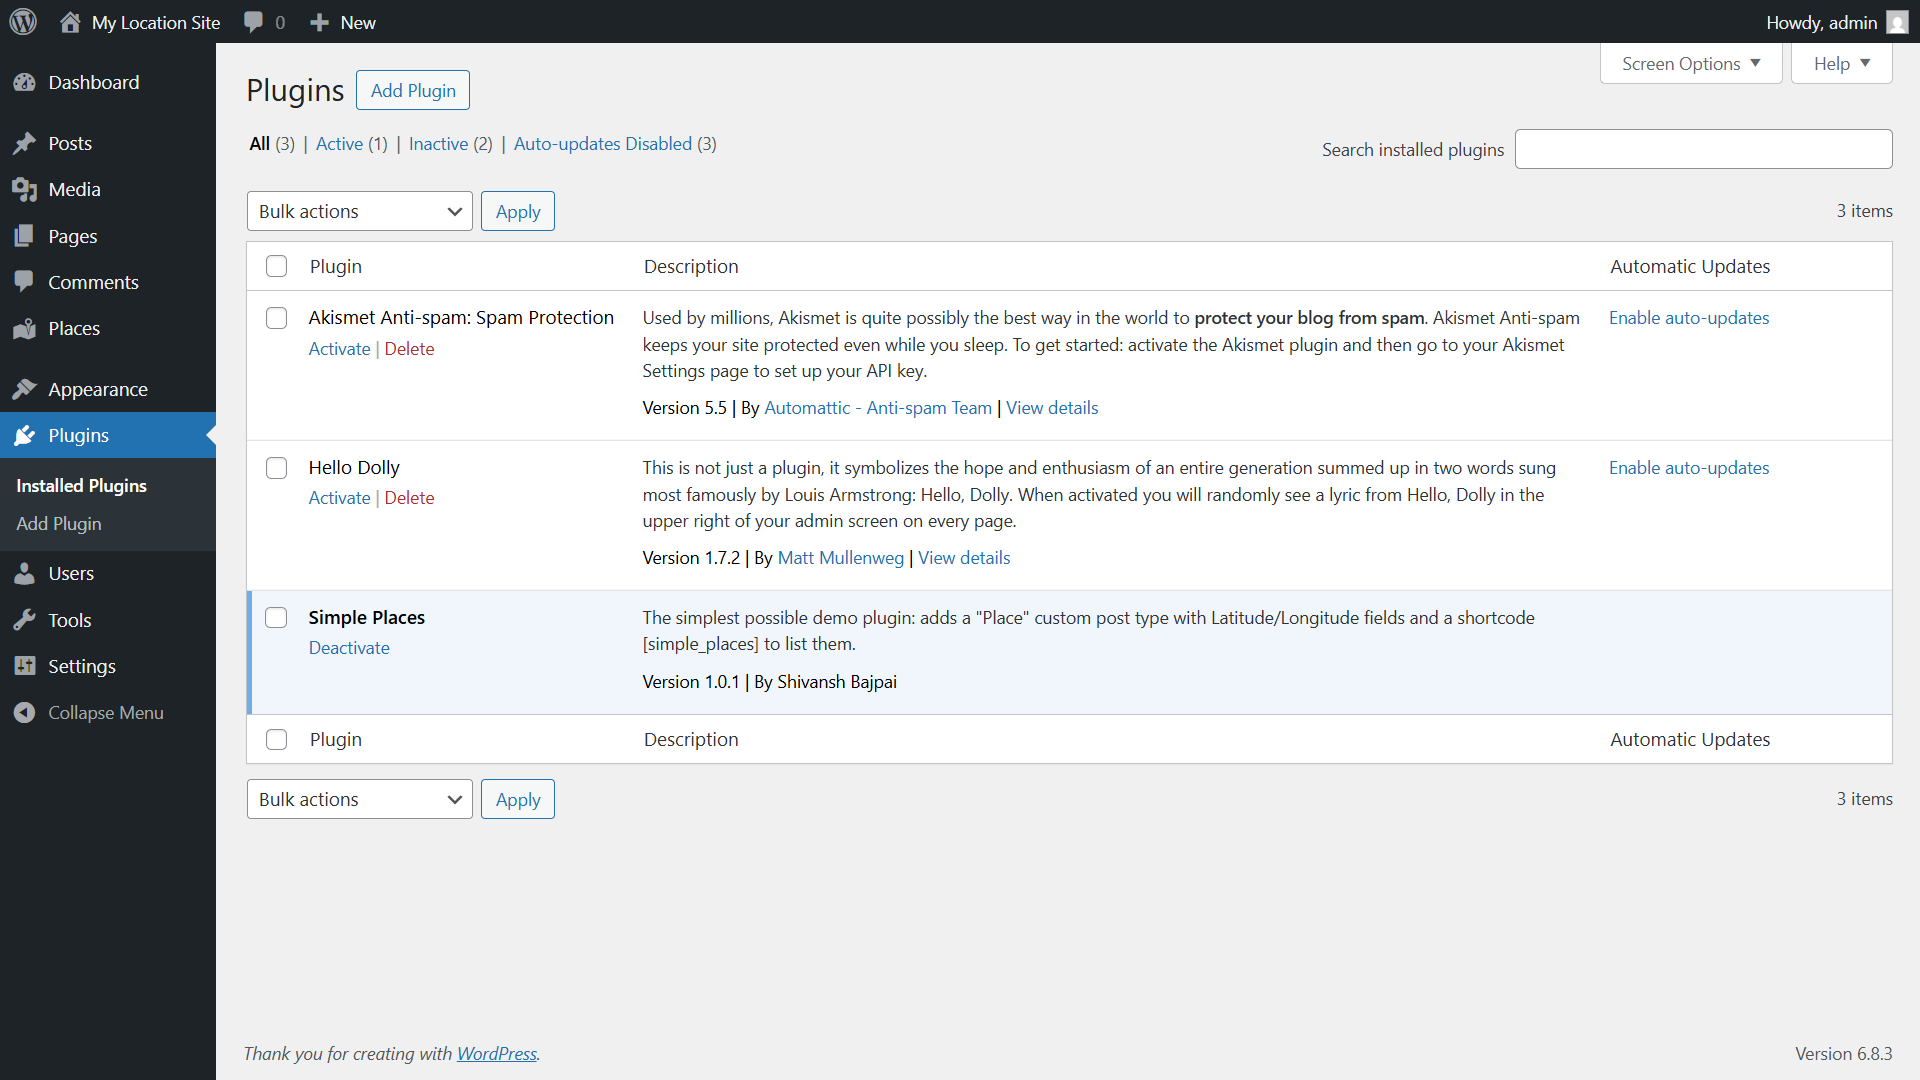 My Location Site 0 New Howdy, admin
Dashboard
Posts
Media
Pages
Comments
Places
Appearance
Plugins
Installed Plugins
Add Plugin
Users
Tools
Settings
Collapse Menu
Screen Options Help
Plugins Add Plugin
All (3) | Active (1) | Inactive (2) | Auto-updates Disabled (3)
Search installed plugins
Bulk actions Apply 3 items
Plugin Description Automatic Updates
Akismet Anti-spam: Spam Protection
Activate | Delete
Used by millions, Akismet is quite possibly the best way in the world to protect your blog from spam. Akismet Anti-spam
keeps your site protected even while you sleep. To get started: activate the Akismet plugin and then go to your Akismet
Settings page to set up your API key.
Version 5.5 | By Automattic - Anti-spam Team | View details
Enable auto-updates
Hello Dolly
Activate | Delete
This is not just a plugin, it symbolizes the hope and enthusiasm of an entire generation summed up in two words sung
most famously by Louis Armstrong: Hello, Dolly. When activated you will randomly see a lyric from Hello, Dolly in the
upper right of your admin screen on every page.
Version 1.7.2 | By Matt Mullenweg | View details
Enable auto-updates
Simple Places
Deactivate
The simplest possible demo plugin: adds a "Place" custom post type with Latitude/Longitude fields and a shortcode
[simple_places] to list them.
Version 1.0.1 | By Shivansh Bajpai
Plugin Description Automatic Updates
Bulk actions Apply 3 items
Thank you for creating with WordPress. Version 6.8.3